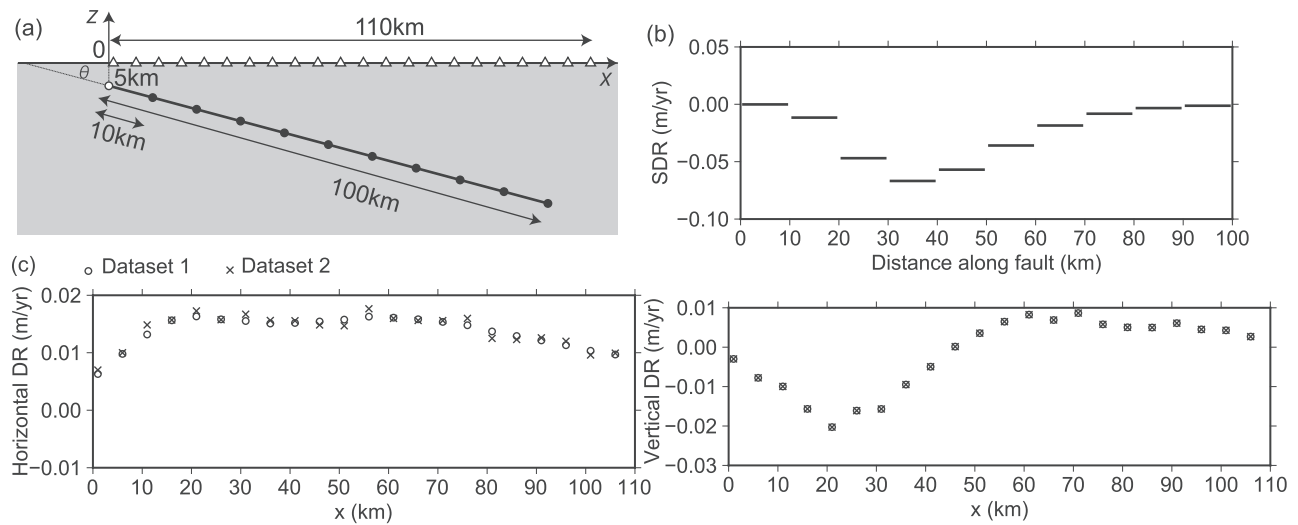 (a)
Z
110km
0
X
θ
5km
10km
100km
(b)
0.05
0.00
−0.05
−0.10
SDR (m/yr)
0 10 20 30 40 50 60 70 80 90 100
Distance along fault (km)
(c)
Dataset 1 Dataset 2
0.02
0.01
0.00
−0.01
Horizontal DR (m/yr)
0 10 20 30 40 50 60 70 80 90 100 110
x (km)
0.01
0.00
−0.01
−0.02
−0.03
Vertical DR (m/yr)
0 10 20 30 40 50 60 70 80 90 100 110
x (km)